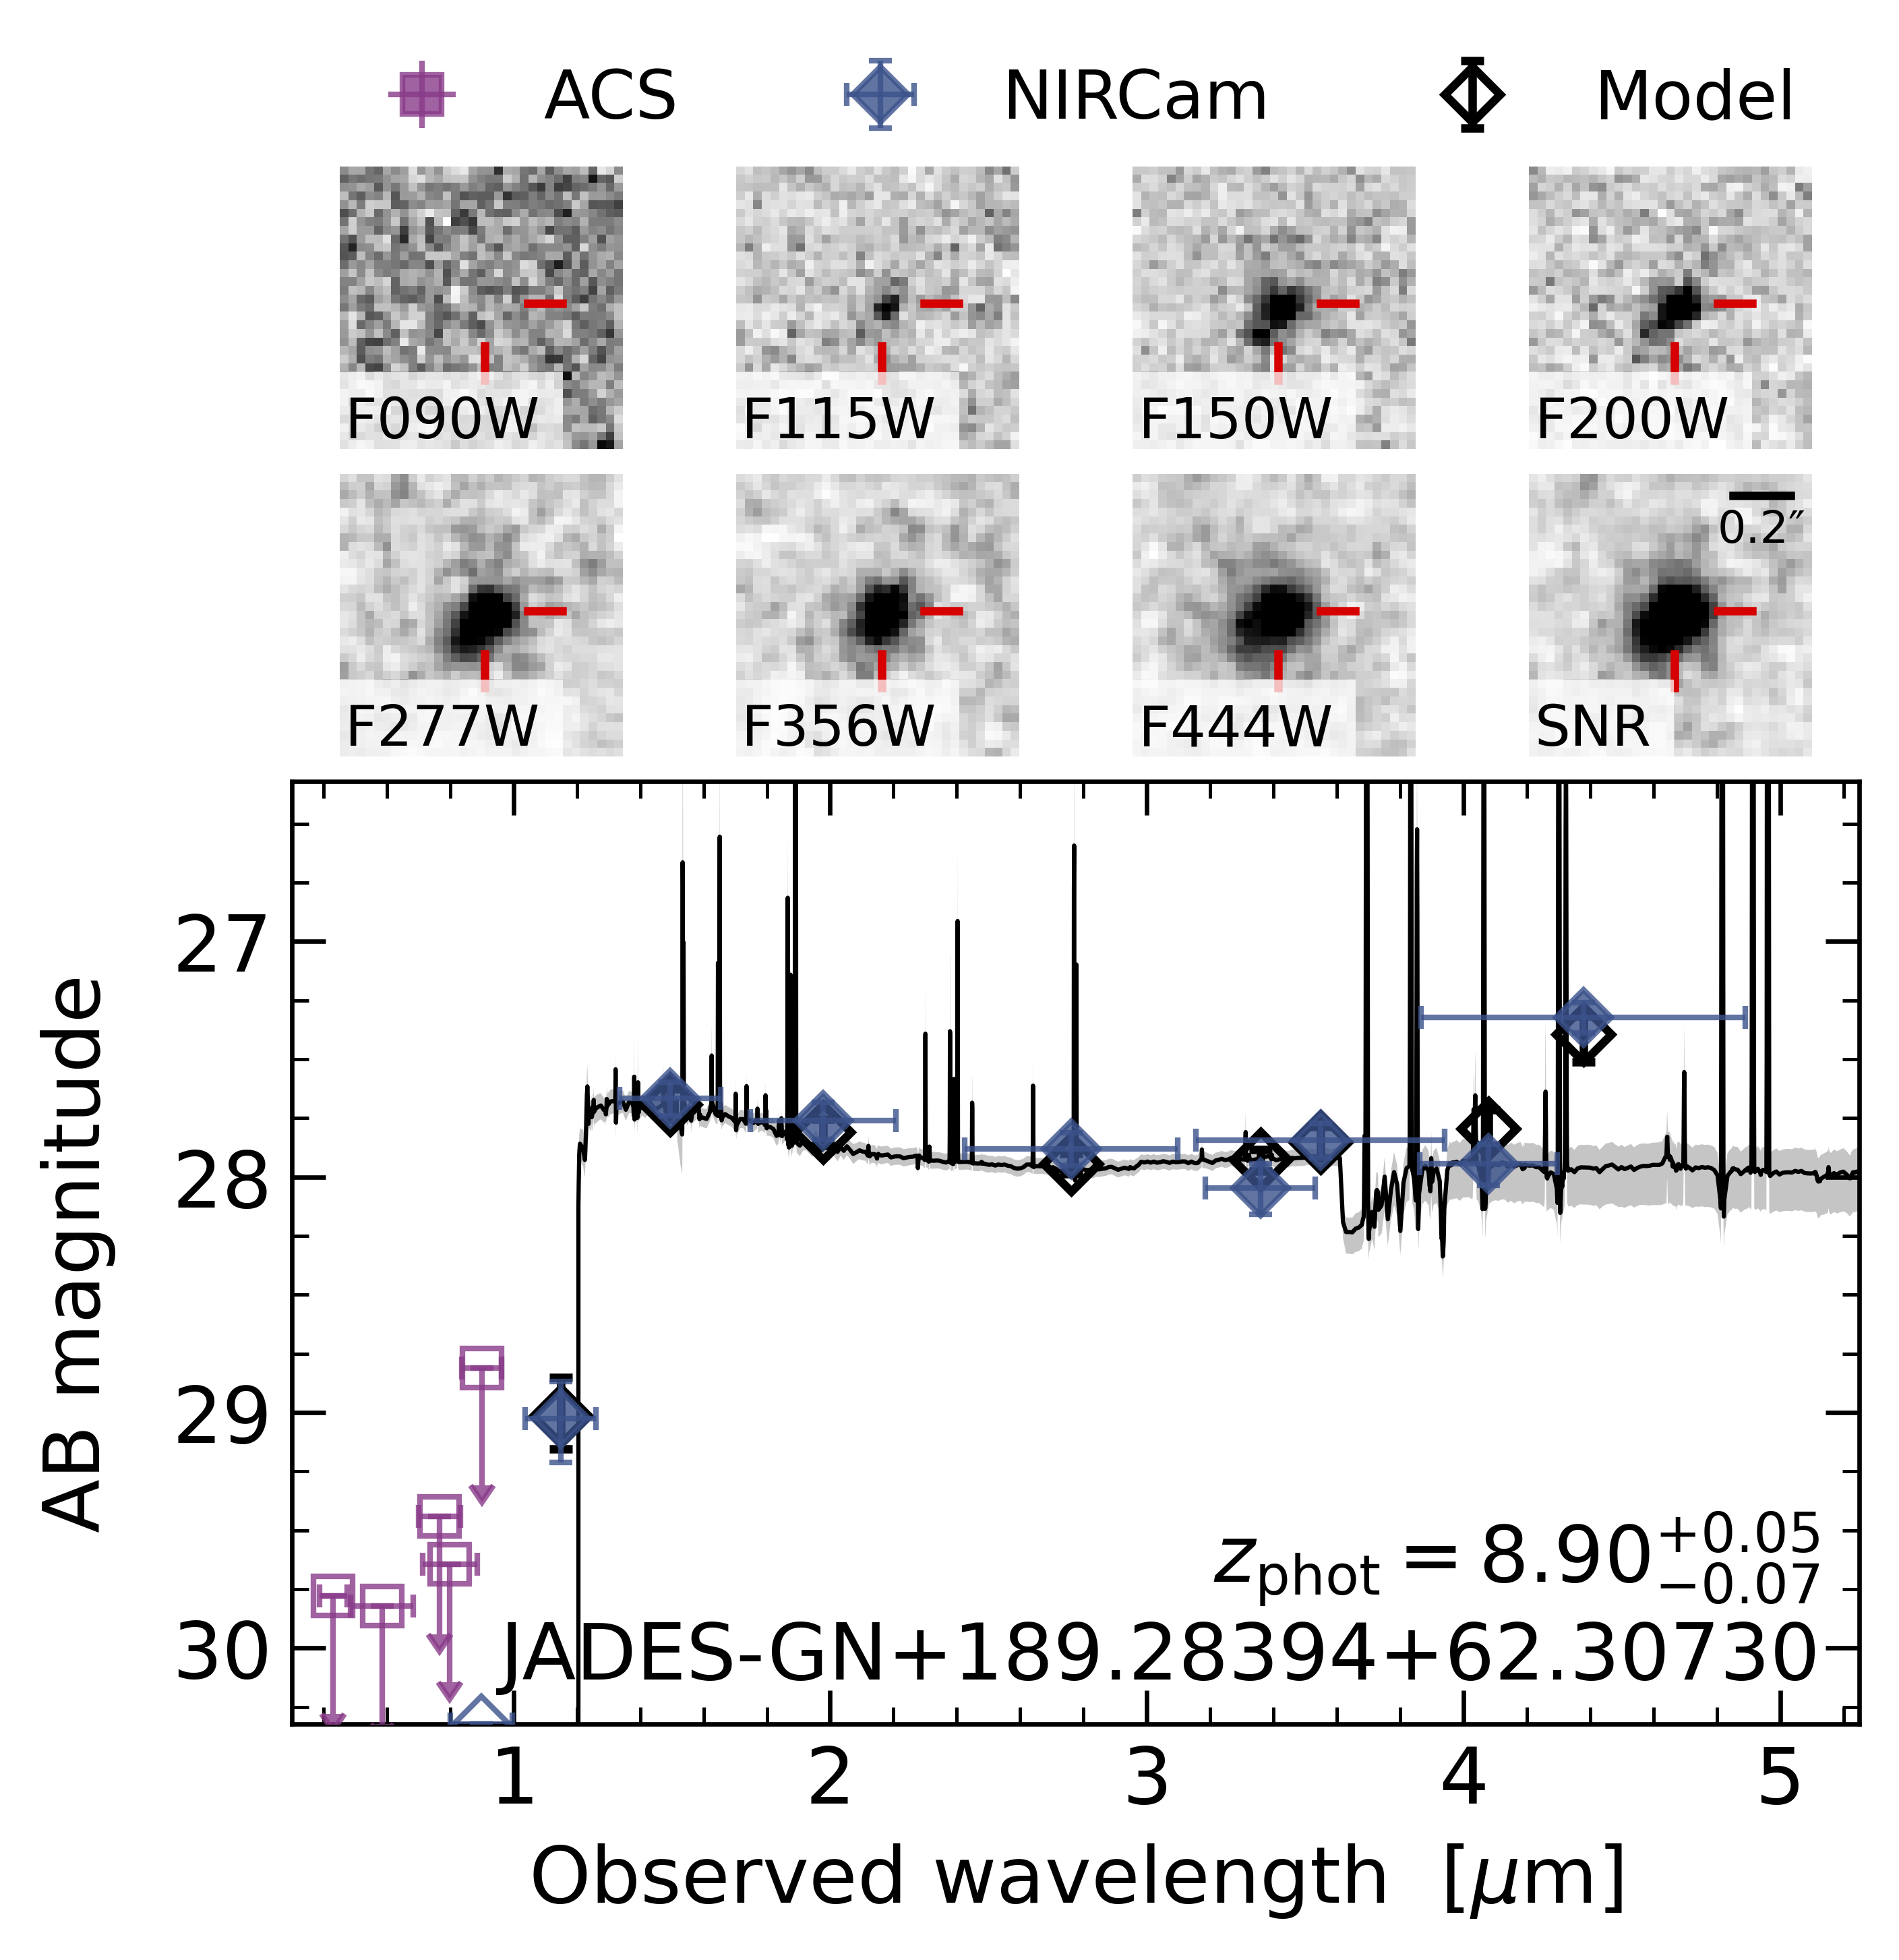 ACS NIRCam Model
F090W F115W F150W F200W
0.2″
F277W F356W F444W SNR
AB magnitude
27
28
29
30
z_phot = 8.90 +0.05 −0.07
JADES-GN+189.28394+62.30730
1 2 3 4 5
Observed wavelength [μm]